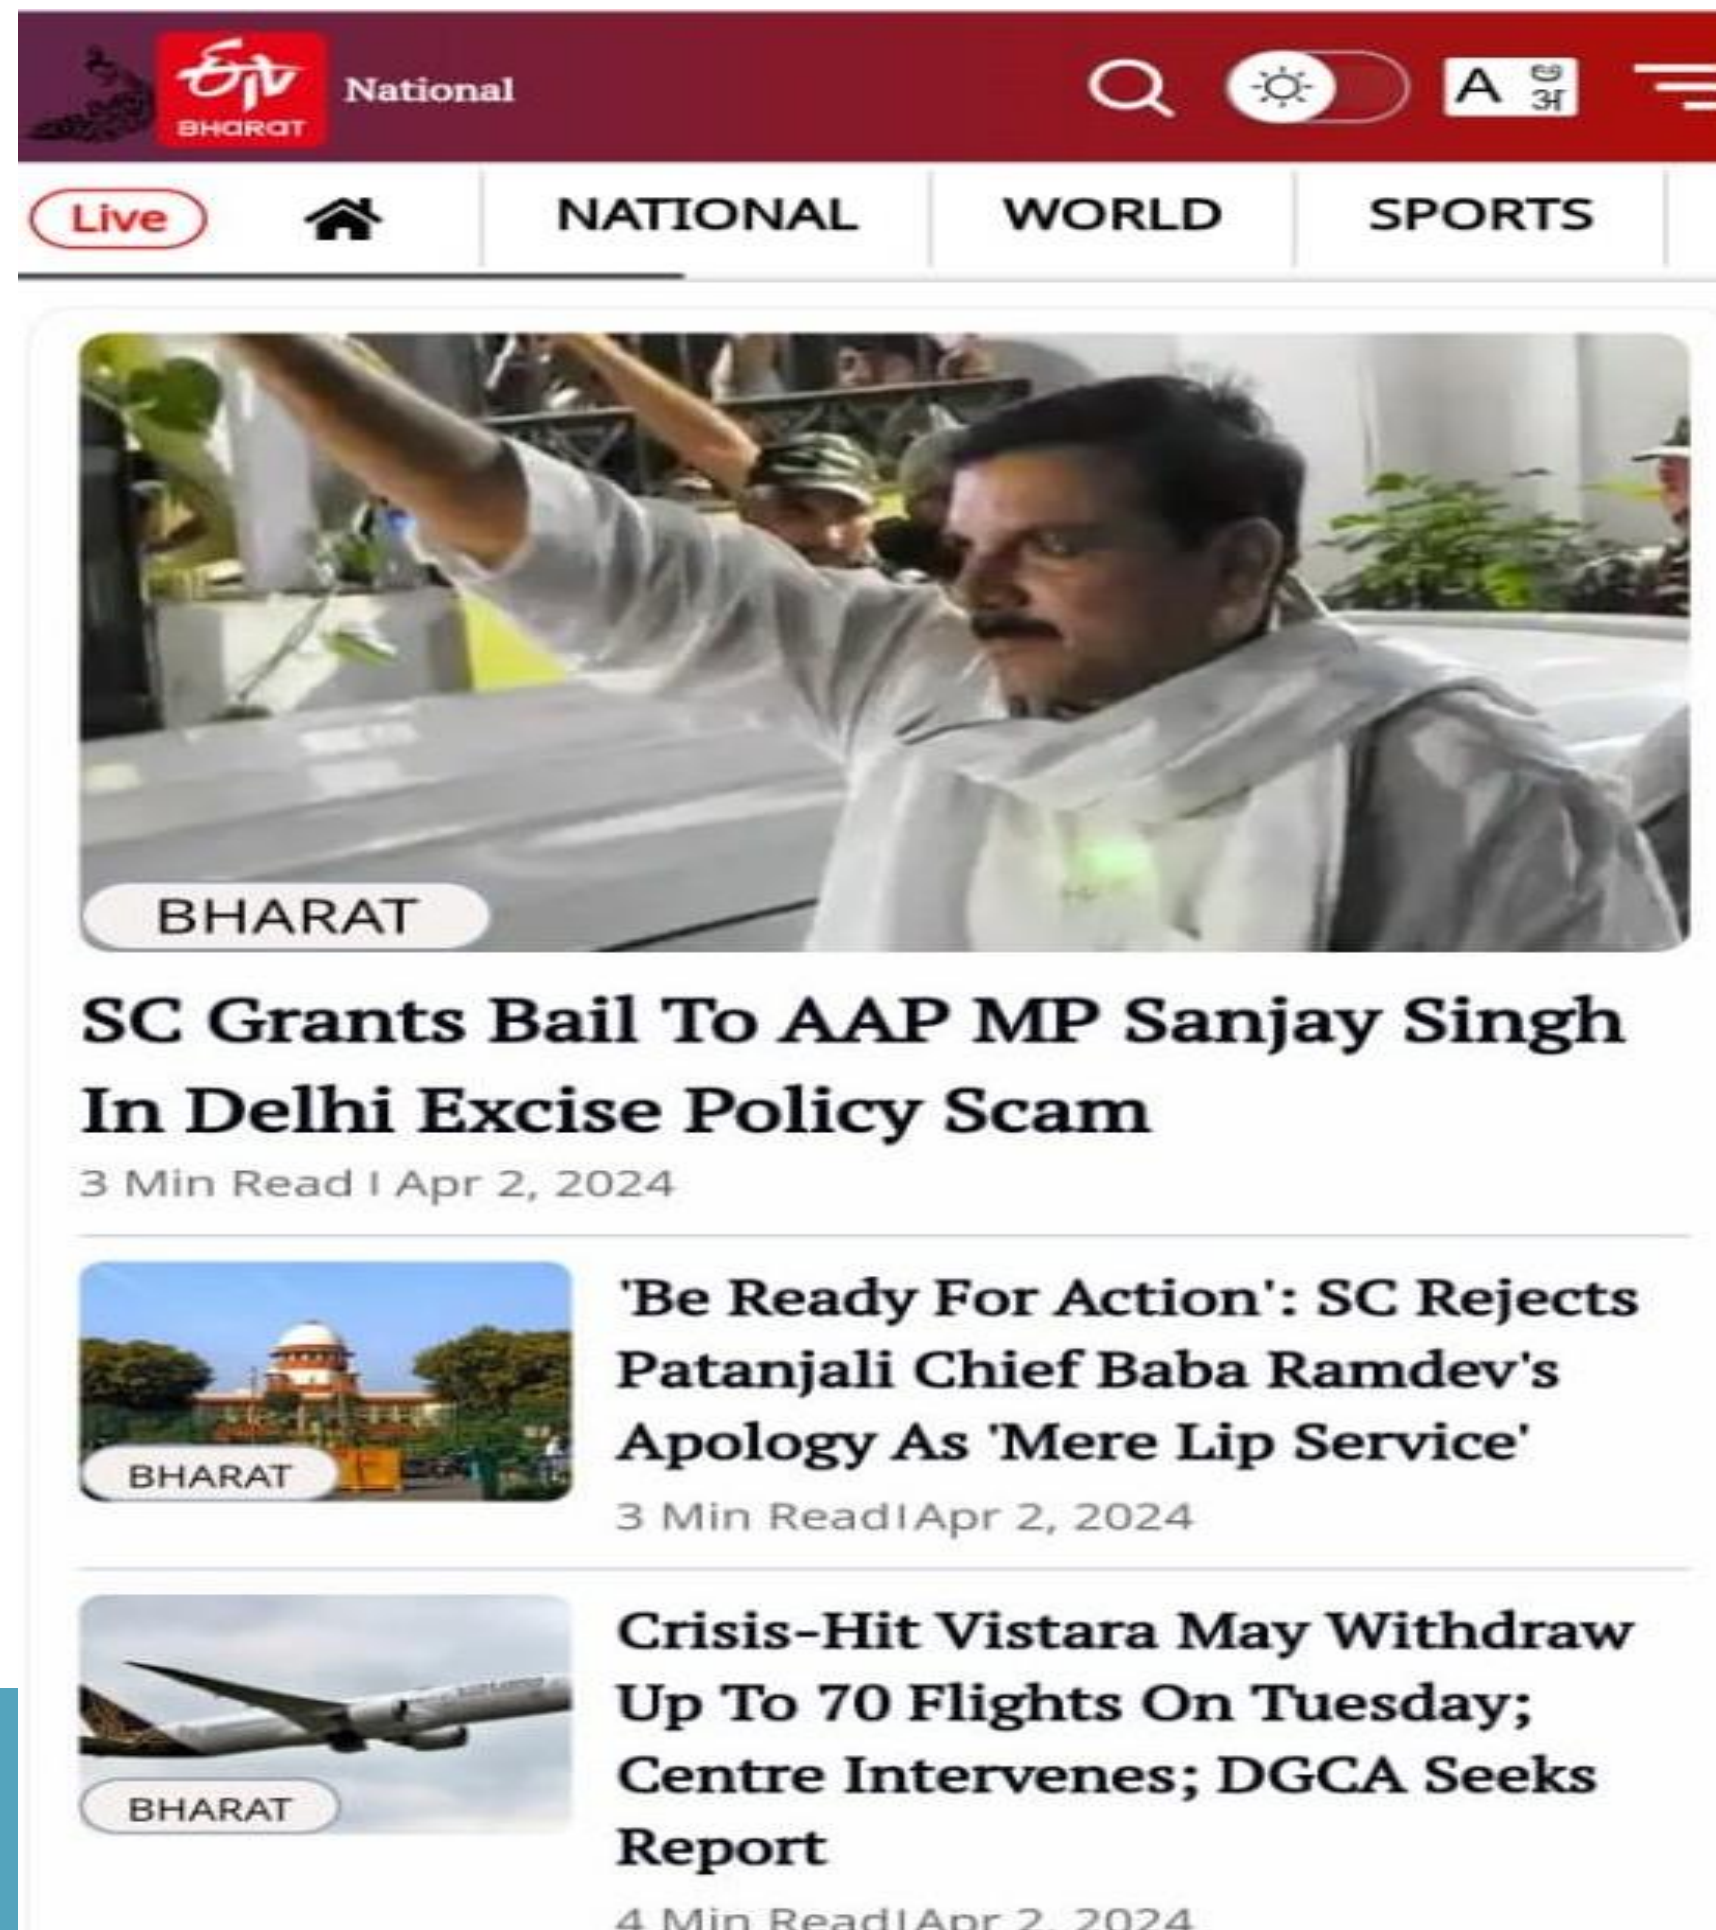 ETV
BHARAT
National
A అ
अ
Live
NATIONAL
WORLD
SPORTS
BHARAT
SC Grants Bail To AAP MP Sanjay Singh
In Delhi Excise Policy Scam
3 Min Read | Apr 2, 2024
'Be Ready For Action': SC Rejects
Patanjali Chief Baba Ramdev's
Apology As 'Mere Lip Service'
BHARAT
3 Min Read|Apr 2, 2024
Crisis-Hit Vistara May Withdraw
Up To 70 Flights On Tuesday;
Centre Intervenes; DGCA Seeks
Report
BHARAT
4 Min Read|Apr 2, 2024